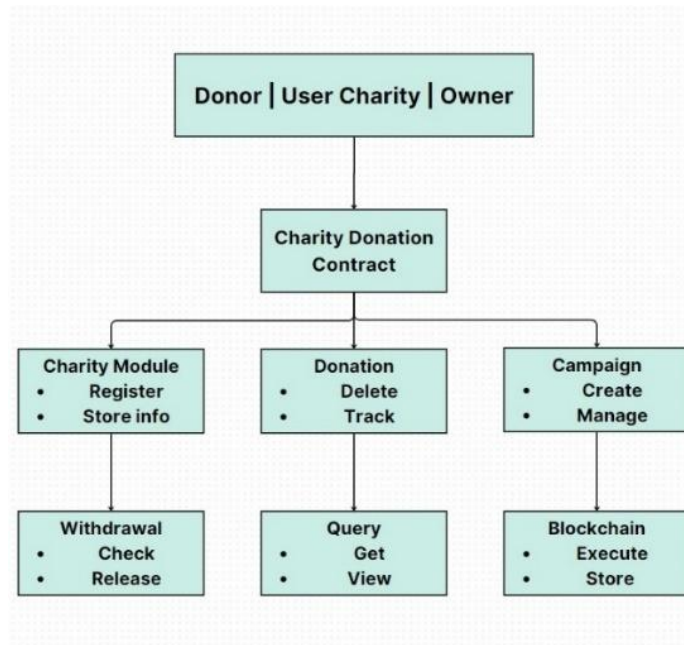 Donor | User Charity | Owner
Charity Donation
Contract
Charity Module
• Register
• Store info
Donation
• Delete
• Track
Campaign
• Create
• Manage
Withdrawal
• Check
• Release
Query
• Get
• View
Blockchain
• Execute
• Store